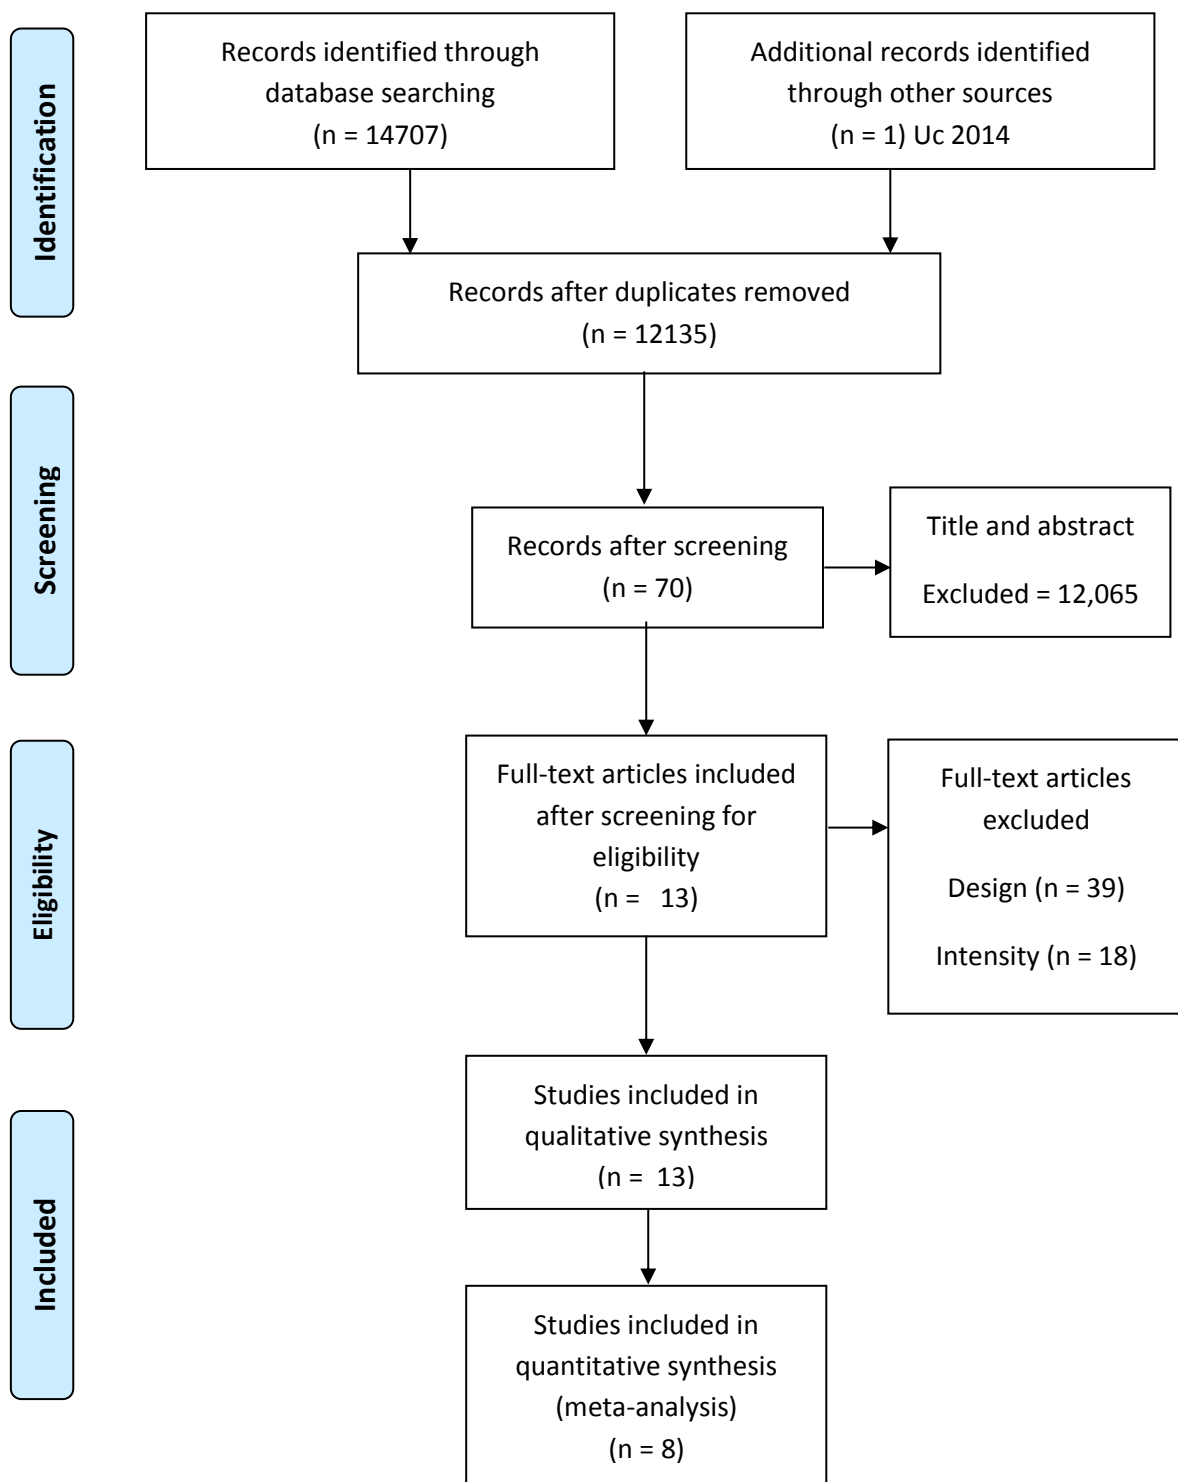 Identification
Records identified through
database searching
(n = 14707)
Additional records identified
through other sources
(n = 1) Uc 2014
Records after duplicates removed
(n = 12135)
Screening
Records after screening
(n = 70)
Title and abstract
Excluded = 12,065
Eligibility
Full-text articles included
after screening for
eligibility
(n = 13)
Full-text articles
excluded
Design (n = 39)
Intensity (n = 18)
Included
Studies included in
qualitative synthesis
(n = 13)
Studies included in
quantitative synthesis
(meta-analysis)
(n = 8)